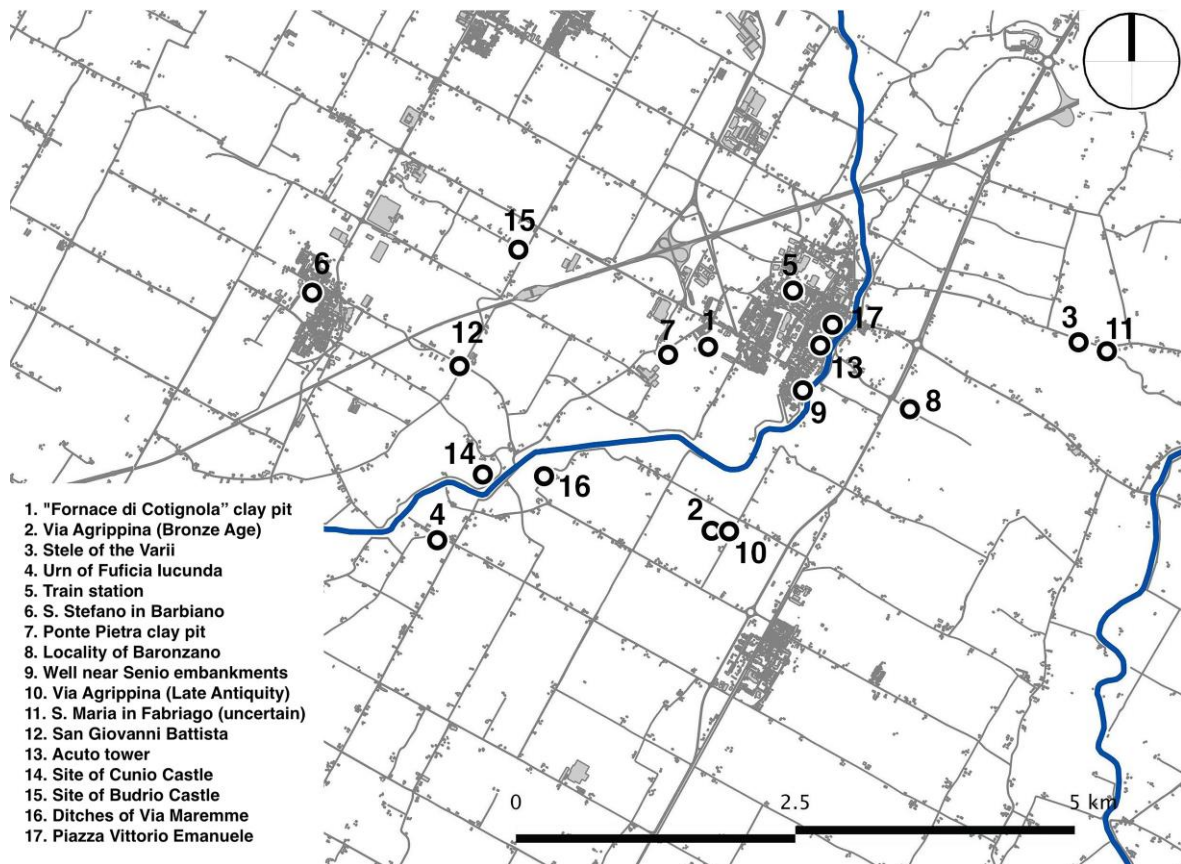 15
6
5
17
12
7
1
3
11
13
9
8
14
16
4
2
10
1. "Fornace di Cotignola” clay pit
2. Via Agrippina (Bronze Age)
3. Stele of the Varii
4. Urn of Fuficia Iucunda
5. Train station
6. S. Stefano in Barbiano
7. Ponte Pietra clay pit
8. Locality of Baronzano
9. Well near Senio embankments
10. Via Agrippina (Late Antiquity)
11. S. Maria in Fabriago (uncertain)
12. San Giovanni Battista
13. Acuto tower
14. Site of Cunio Castle
15. Site of Budrio Castle
16. Ditches of Via Maremme
17. Piazza Vittorio Emanuele
0 2.5 5 km